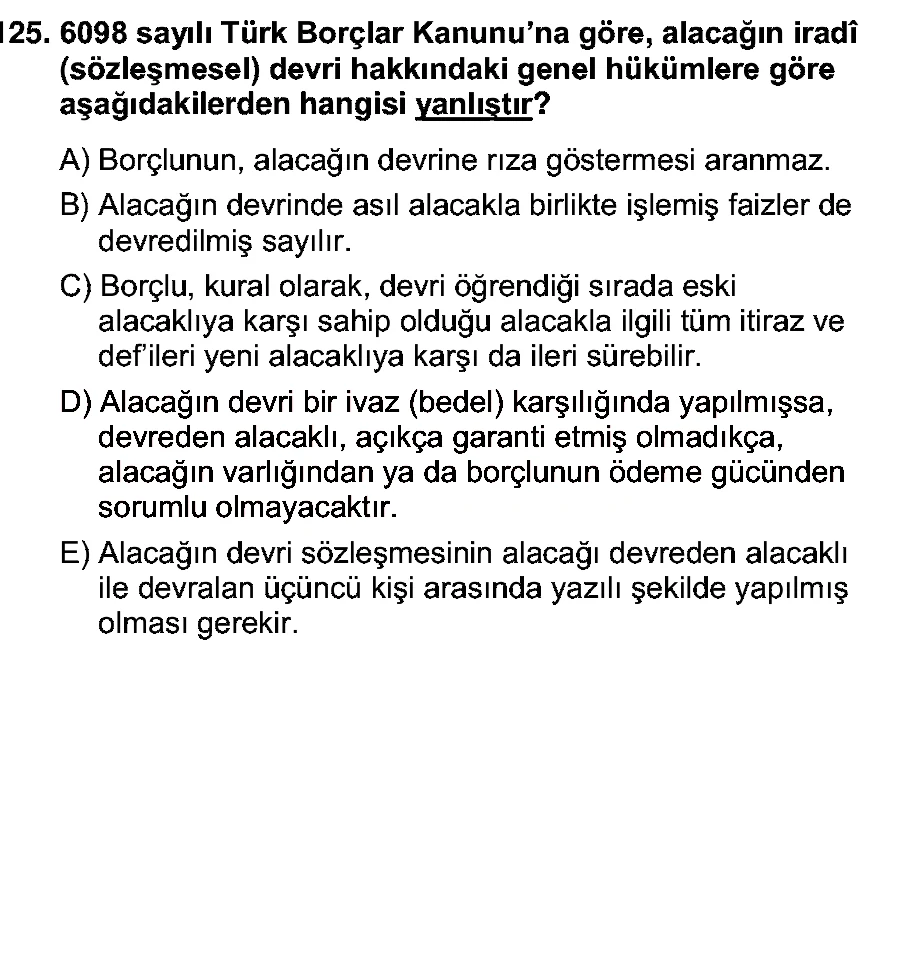 125. 6098 sayılı Türk Borçlar Kanunu’na göre, alacağın iradî
(sözleşmesel) devri hakkındaki genel hükümlere göre
aşağıdakilerden hangisi yanlıştır?
A) Borçlunun, alacağın devrine rıza göstermesi aranmaz.
B) Alacağın devrinde asıl alacakla birlikte işlemiş faizler de
devredilmiş sayılır.
C) Borçlu, kural olarak, devri öğrendiği sırada eski
alacaklıya karşı sahip olduğu alacakla ilgili tüm itiraz ve
def’ileri yeni alacaklıya karşı da ileri sürebilir.
D) Alacağın devri bir ivaz (bedel) karşılığında yapılmışsa,
devreden alacaklı, açıkça garanti etmiş olmadıkça,
alacağın varlığından ya da borçlunun ödeme gücünden
sorumlu olmayacaktır.
E) Alacağın devri sözleşmesinin alacağı devreden alacaklı
ile devralan üçüncü kişi arasında yazılı şekilde yapılmış
olması gerekir.